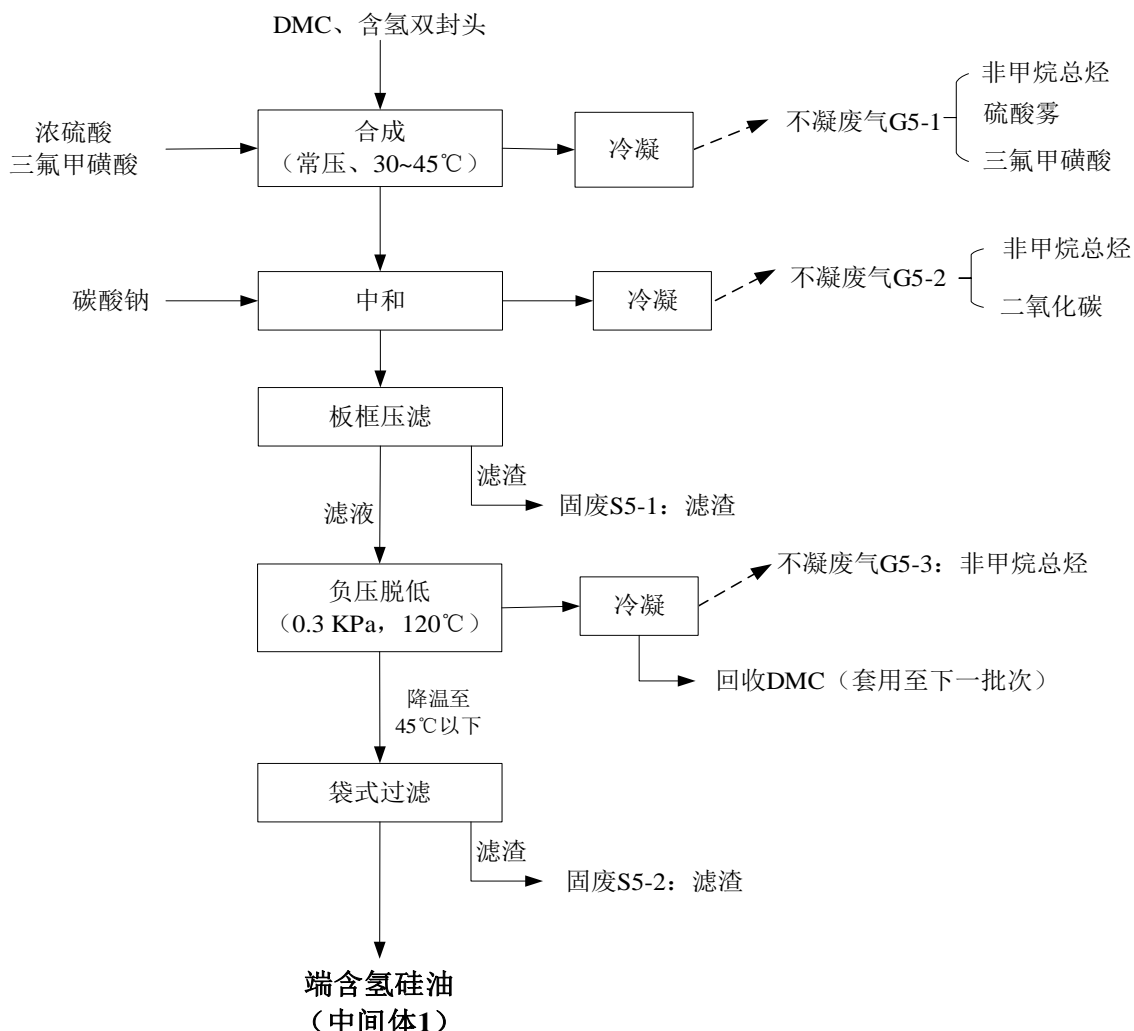 DMC、含氢双封头
浓硫酸
三氟甲磺酸
合成
（常压、30~45℃）
冷凝
不凝废气G5-1
非甲烷总烃
硫酸雾
三氟甲磺酸
碳酸钠
中和
冷凝
不凝废气G5-2
非甲烷总烃
二氧化碳
板框压滤
滤渣
固废S5-1：滤渣
滤液
负压脱低
（0.3 KPa，120℃）
冷凝
不凝废气G5-3：非甲烷总烃
回收DMC（套用至下一批次）
降温至
45℃以下
袋式过滤
滤渣
固废S5-2：滤渣
端含氢硅油
（中间体1）